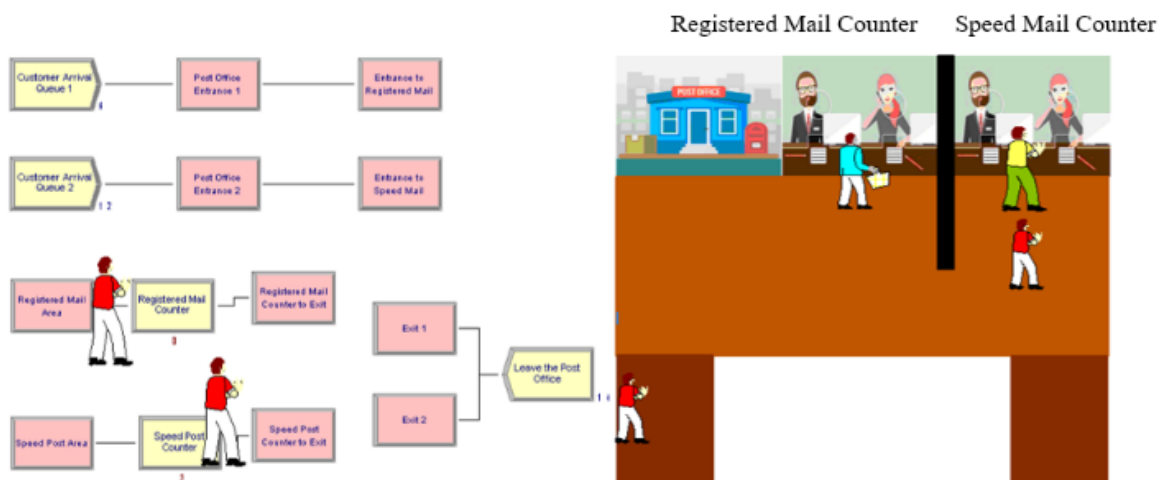 Registered Mail Counter Speed Mail Counter
Customer Arrival
Queue 1
Post Office
Entrance 1
Entrance to
Registered Mail
POST OFFICE
Customer Arrival
Queue 2
1 2
Post Office
Entrance 2
Entrance to
Speed Mail
Registered Mail
Area
Registered Mail
Counter
Registered Mail
Counter to Exit
Exit 1
Leave the Post
Office
Exit 2
Speed Post Area
Speed Post
Counter
Speed Post
Counter to Exit